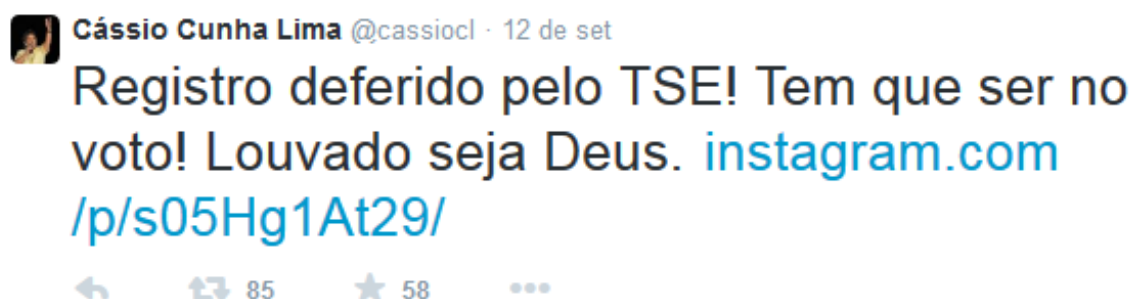 Cássio Cunha Lima @cassiocl · 12 de set
Registro deferido pelo TSE! Tem que ser no
voto! Louvado seja Deus. instagram.com
/p/s05Hg1At29/
85 58